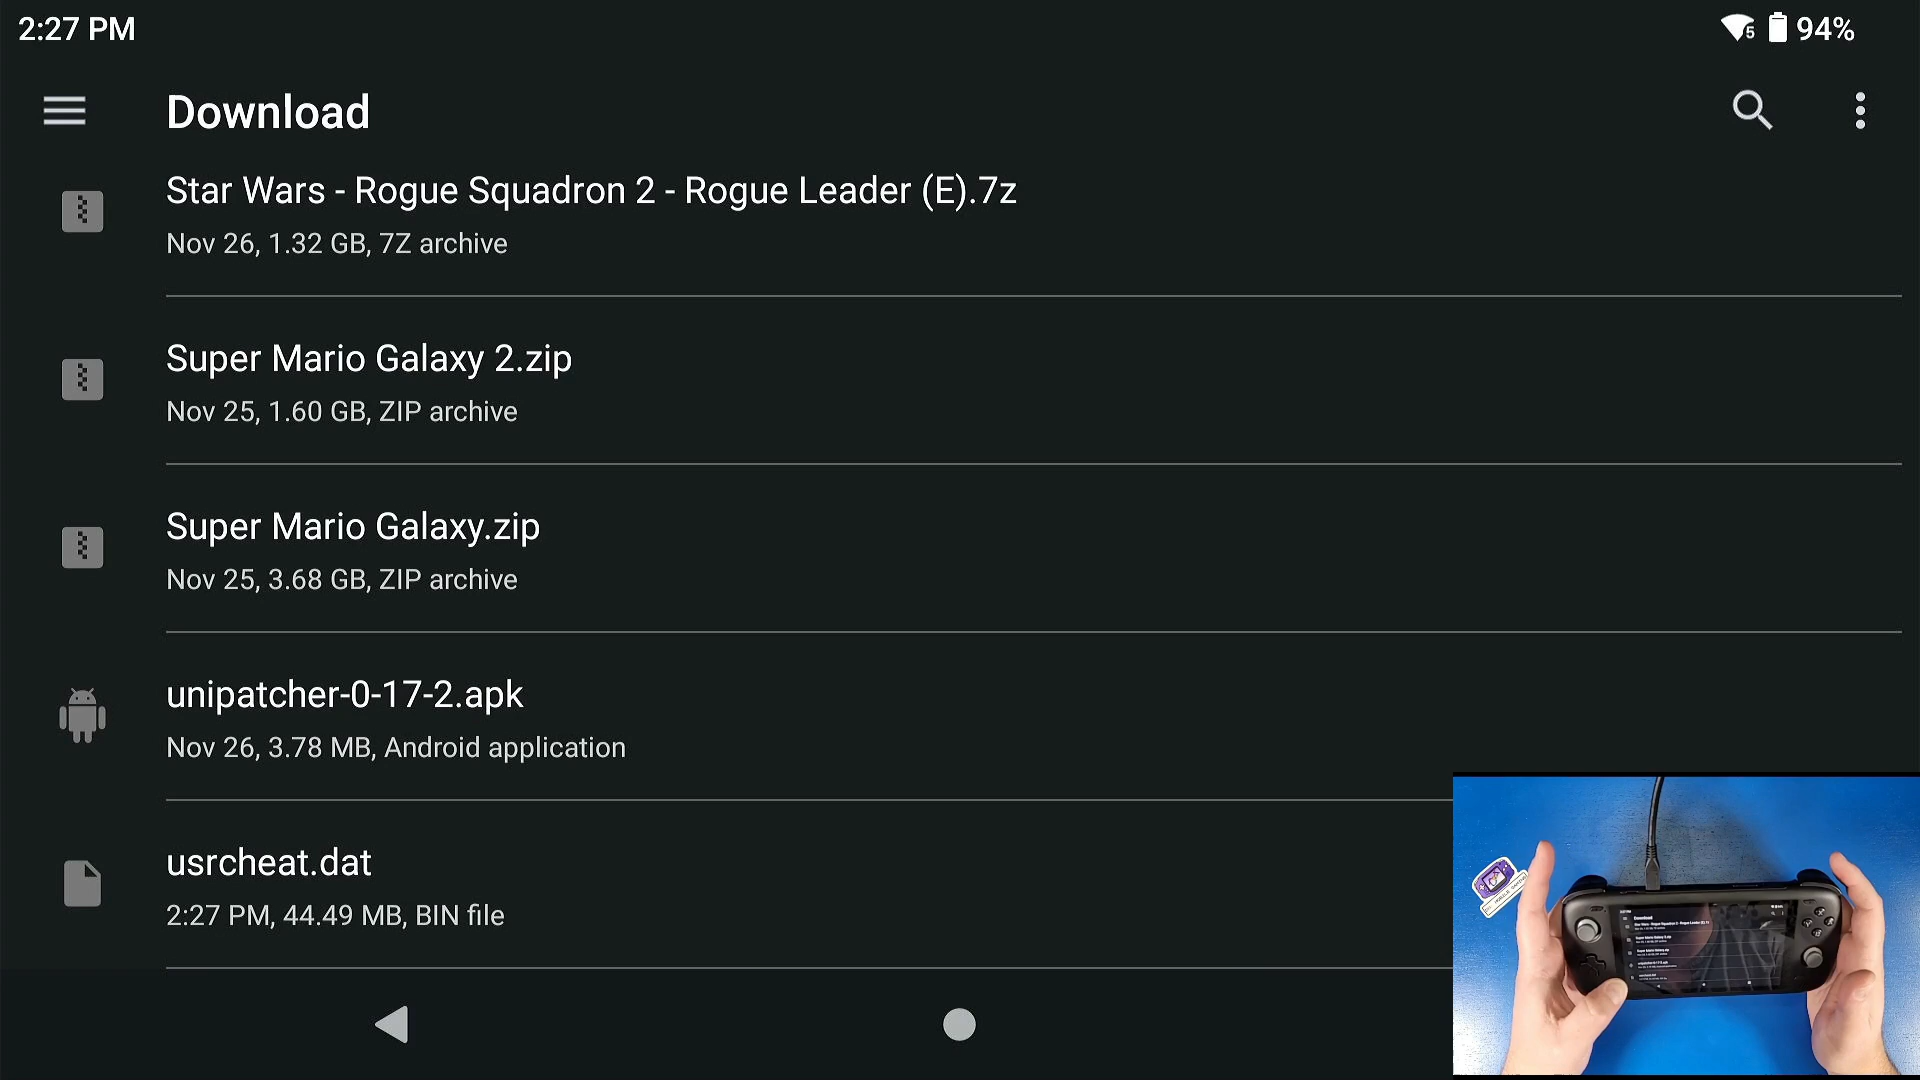 2:27 PM
5 94%
Download
Star Wars - Rogue Squadron 2 - Rogue Leader (E).7z
Nov 26, 1.32 GB, 7Z archive
Super Mario Galaxy 2.zip
Nov 25, 1.60 GB, ZIP archive
Super Mario Galaxy.zip
Nov 25, 3.68 GB, ZIP archive
unipatcher-0-17-2.apk
Nov 26, 3.78 MB, Android application
usrcheat.dat
2:27 PM, 44.49 MB, BIN file